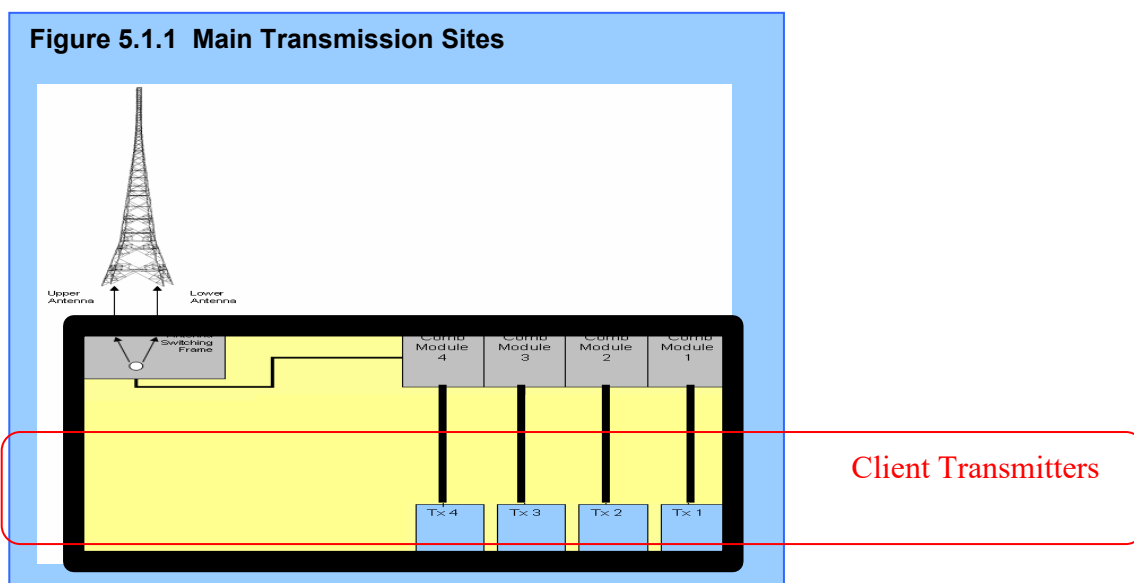 Figure 5.1.1 Main Transmission Sites
Upper
Antenna
Lower
Antenna
Antenna
Switching
Frame
Comb
Module
4
Comb
Module
3
Comb
Module
2
Comb
Module
1
Client Transmitters
Tx 4
Tx 3
Tx 2
Tx 1